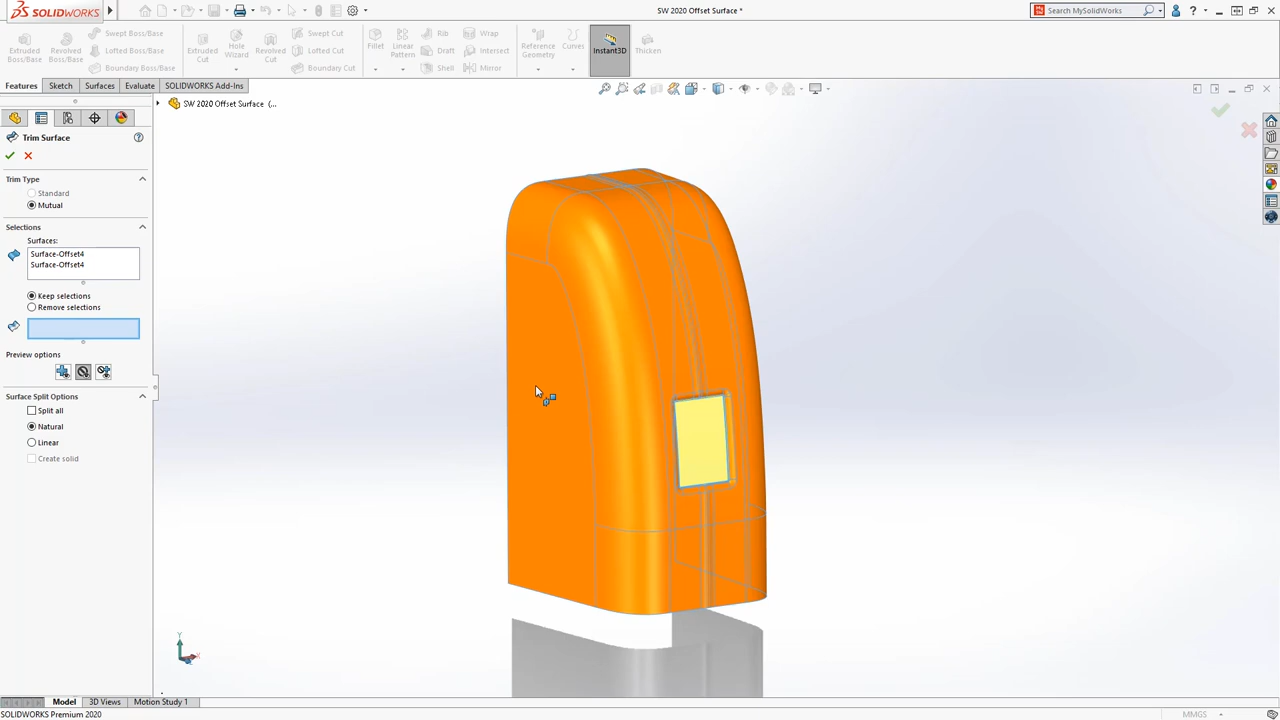 SOLIDWORKS
SW 2020 Offset Surface *
Search MySolidWorks
Extruded Boss/Base
Revolved Boss/Base
Swept Boss/Base
Lofted Boss/Base
Boundary Boss/Base
Extruded Cut
Hole Wizard
Revolved Cut
Swept Cut
Lofted Cut
Boundary Cut
Fillet
Linear Pattern
Rib
Draft
Shell
Wrap
Intersect
Mirror
Reference Geometry
Curves
Instant3D
Thicken
Features
Sketch
Surfaces
Evaluate
SOLIDWORKS Add-Ins
SW 2020 Offset Surface (...
Trim Surface
Trim Type
Standard
Mutual
Selections
Surfaces:
Surface-Offset4
Surface-Offset4
Keep selections
Remove selections
Preview options
Surface Split Options
Split all
Natural
Linear
Create solid
Y
X
Model
3D Views
Motion Study 1
SOLIDWORKS Premium 2020
MMGS